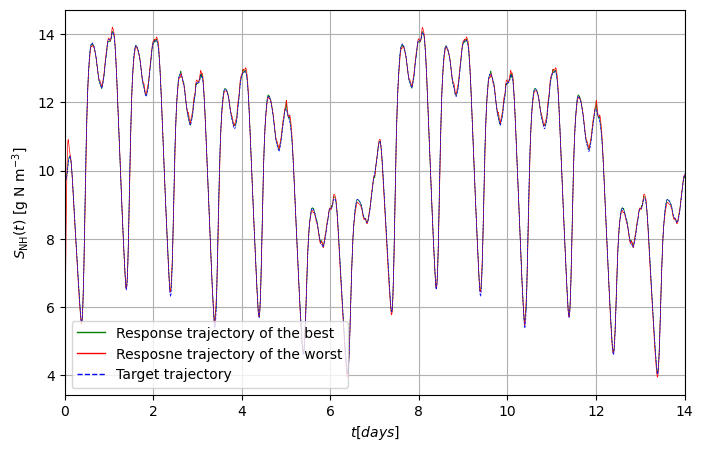 14
12
10
8
6
4
S_NH(t) [g N m⁻³]
Response trajectory of the best
Resposne trajectory of the worst
Target trajectory
0 2 4 6 8 10 12 14
t[days]